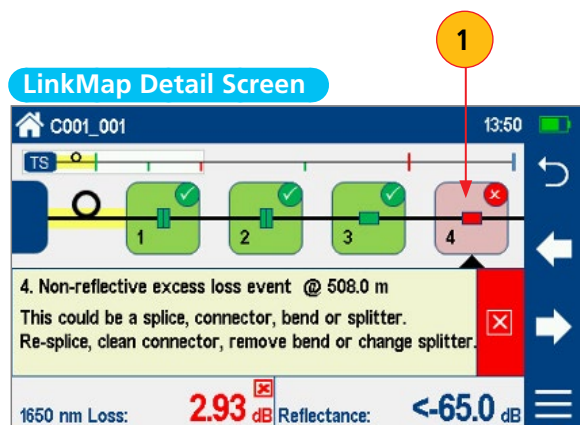 1
LinkMap Detail Screen
C001_001 13:50
TS
1 2 3 4
4. Non-reflective excess loss event @ 508.0 m
This could be a splice, connector, bend or splitter.
Re-splice, clean connector, remove bend or change splitter.
1650 nm Loss: 2.93 dB Reflectance: <-65.0 dB